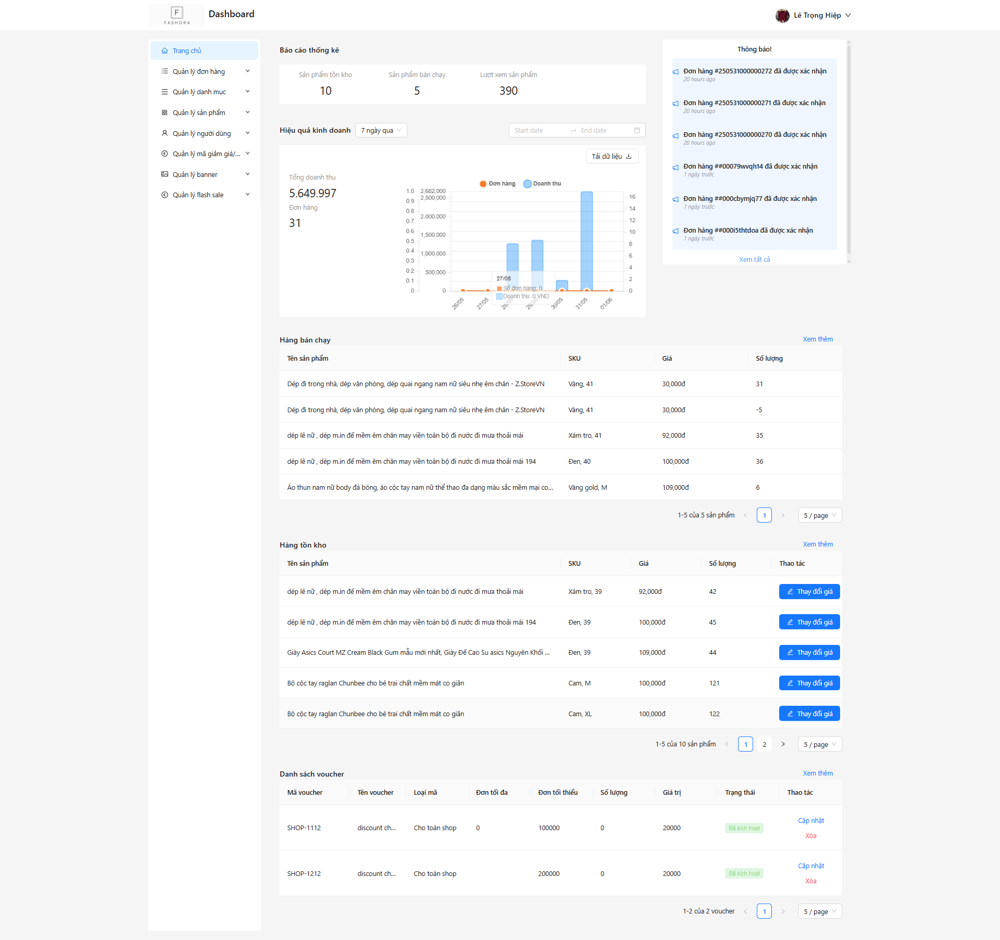 F
FASHORA
Dashboard
Lê Trọng Hiệp
Trang chủ
Quản lý đơn hàng
Quản lý danh mục
Quản lý sản phẩm
Quản lý người dùng
Quản lý mã giảm giá/...
Quản lý banner
Quản lý flash sale
Báo cáo thống kê
Sản phẩm tồn kho Sản phẩm bán chạy Lượt xem sản phẩm
10 5 390
Hiệu quả kinh doanh 7 ngày qua Start date End date
Tải dữ liệu
Tổng doanh thu
5.649.997
Đơn hàng
31
Đơn hàng Doanh thu
1.0 2,682,000
2,500,000 16
0.9
14
0.8
2,000,000
0.7 12
0.6 1,500,000 10
0.5 8
0.4 1,000,000
6
0.3
0.2 500,000 4
0.1 2
0 0 0
27/05
Số đơn hàng: 0
Doanh thu: 0 VND
26/05 27/05 28/05 29/05 30/05 31/05 01/06
Thông báo!
Đơn hàng #250531000000272 đã được xác nhận
20 hours ago
Đơn hàng #250531000000271 đã được xác nhận
20 hours ago
Đơn hàng #250531000000270 đã được xác nhận
20 hours ago
Đơn hàng ##00079wvqh14 đã được xác nhận
1 ngày trước
Đơn hàng ##000cbymjq77 đã được xác nhận
1 ngày trước
Đơn hàng ##000i5thtdoa đã được xác nhận
1 ngày trước
Xem tất cả
Hàng bán chạy Xem thêm
Tên sản phẩm SKU Giá Số lượng
Dép đi trong nhà, dép văn phòng, dép quai ngang nam nữ siêu nhẹ êm chân - Z.StoreVN Vàng, 41 30,000đ 31
Dép đi trong nhà, dép văn phòng, dép quai ngang nam nữ siêu nhẹ êm chân - Z.StoreVN Vàng, 41 30,000đ -5
dép lê nữ , dép m.in đế mềm êm chân may viền toàn bộ đi nước đi mưa thoải mái Xám tro, 41 92,000đ 35
dép lê nữ , dép m.in đế mềm êm chân may viền toàn bộ đi nước đi mưa thoải mái 194 Đen, 40 100,000đ 36
Áo thun nam nữ body đá bóng, áo cộc tay nam nữ thể thao đa dạng màu sắc mềm mại co... Vàng gold, M 109,000đ 6
1-5 của 5 sản phẩm < 1 > 5 / page
Hàng tồn kho Xem thêm
Tên sản phẩm SKU Giá Số lượng Thao tác
dép lê nữ , dép m.in đế mềm êm chân may viền toàn bộ đi nước đi mưa thoải mái Xám tro, 39 92,000đ 42 Thay đổi giá
dép lê nữ , dép m.in đế mềm êm chân may viền toàn bộ đi nước đi mưa thoải mái 194 Đen, 39 100,000đ 45 Thay đổi giá
Giày Asics Court MZ Cream Black Gum mẫu mới nhất, Giày Đế Cao Su asics Nguyên Khối ... Đen, 39 109,000đ 44 Thay đổi giá
Bộ cộc tay raglan Chunbee cho bé trai chất mềm mát co giãn Cam, M 100,000đ 121 Thay đổi giá
Bộ cộc tay raglan Chunbee cho bé trai chất mềm mát co giãn Cam, XL 100,000đ 122 Thay đổi giá
1-5 của 10 sản phẩm < 1 2 > 5 / page
Danh sách voucher Xem thêm
Mã voucher Tên voucher Loại mã Đơn tối đa Đơn tối thiểu Số lượng Giá trị Trạng thái Thao tác
SHOP-1112 discount ch... Cho toàn shop 0 100000 0 20000 Đã kích hoạt Cập nhật
Xóa
SHOP-1212 discount ch... Cho toàn shop 200000 0 20000 Đã kích hoạt Cập nhật
Xóa
1-2 của 2 voucher < 1 > 5 / page